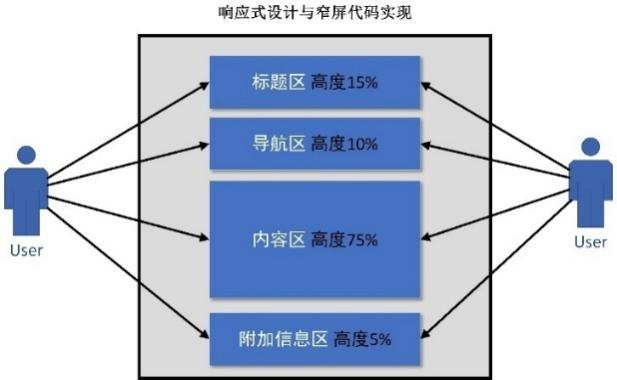 响应式设计与窄屏代码实现
标题区 高度15%
导航区 高度10%
内容区 高度75%
附加信息区 高度5%
User
User